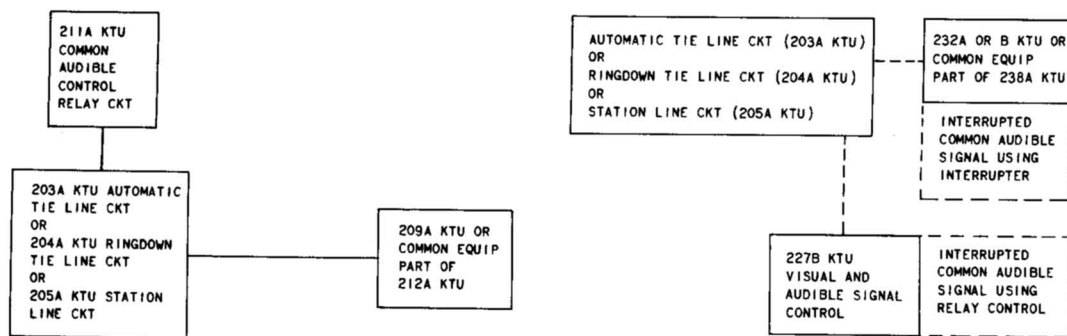 211A KTU
COMMON
AUDIBLE
CONTROL
RELAY CKT
203A KTU AUTOMATIC
TIE LINE CKT
OR
204A KTU RINGDOWN
TIE LINE CKT
OR
205A KTU STATION
LINE CKT
209A KTU OR
COMMON EQUIP
PART OF
212A KTU
AUTOMATIC TIE LINE CKT (203A KTU)
OR
RINGDOWN TIE LINE CKT (204A KTU)
OR
STATION LINE CKT (205A KTU)
232A OR B KTU OR
COMMON EQUIP
PART OF 238A KTU
INTERRUPTED
COMMON AUDIBLE
SIGNAL USING
INTERRUPTER
227B KTU
VISUAL AND
AUDIBLE SIGNAL
CONTROL
INTERRUPTED
COMMON AUDIBLE
SIGNAL USING
RELAY CONTROL